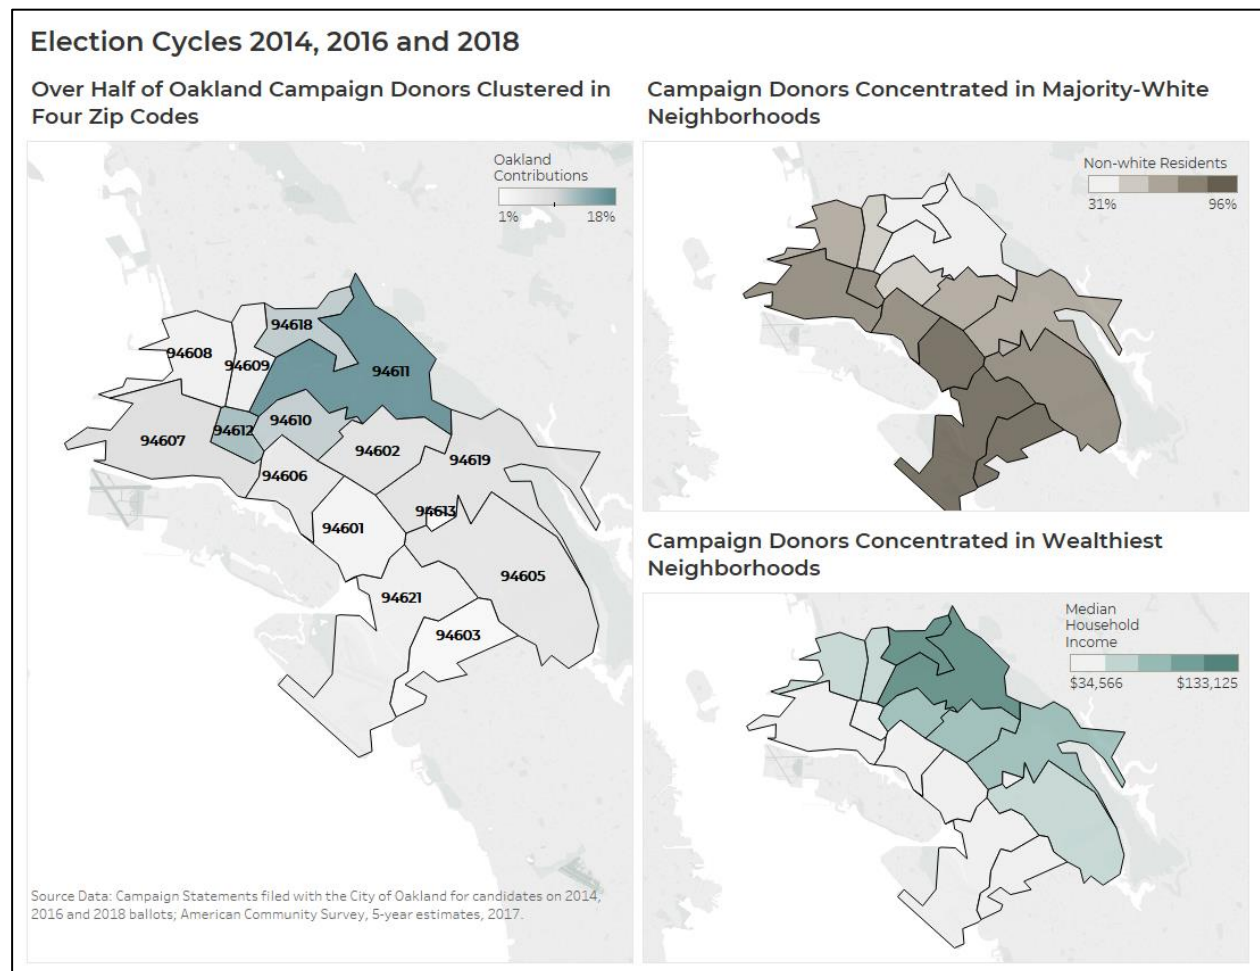 Election Cycles 2014, 2016 and 2018
Over Half of Oakland Campaign Donors Clustered in
Four Zip Codes
Oakland
Contributions
1%
18%
94618
94608
94609
94611
94610
94612
94607
94602
94619
94606
94613
94601
94605
94621
94603
Source Data: Campaign Statements filed with the City of Oakland for candidates on 2014,
2016 and 2018 ballots; American Community Survey, 5-year estimates, 2017.
Campaign Donors Concentrated in Majority-White
Neighborhoods
Non-white Residents
31%
96%
Campaign Donors Concentrated in Wealthiest
Neighborhoods
Median
Household
Income
$34,566
$133,125